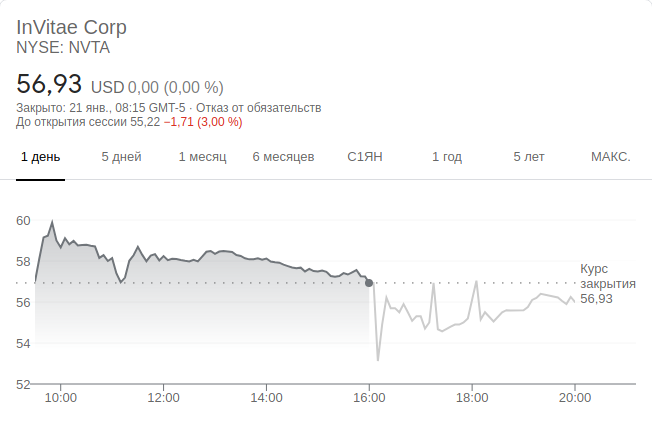 InVitae Corp
NYSE: NVTA
56,93 USD 0,00 (0,00 %)
Закрыто: 21 янв., 08:15 GMT-5 · Отказ от обязательств
До открытия сессии 55,22 −1,71 (3,00 %)
1 день 5 дней 1 месяц 6 месяцев С1ЯН 1 год 5 лет МАКС.
60
58
56
54
52
Курс
закрытия
56,93
10:00 12:00 14:00 16:00 18:00 20:00